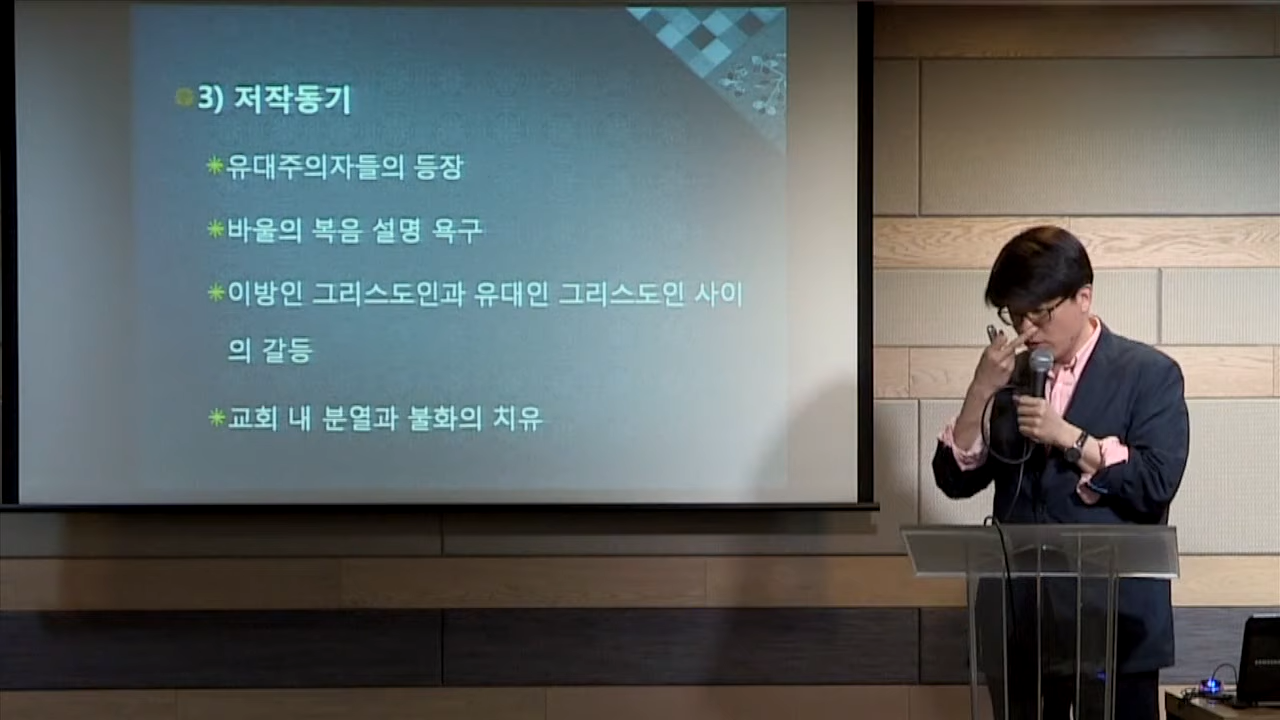 3) 저작동기
유대주의자들의 등장
바울의 복음 설명 욕구
이방인 그리스도인과 유대인 그리스도인 사이
의 갈등
교회 내 분열과 불화의 치유